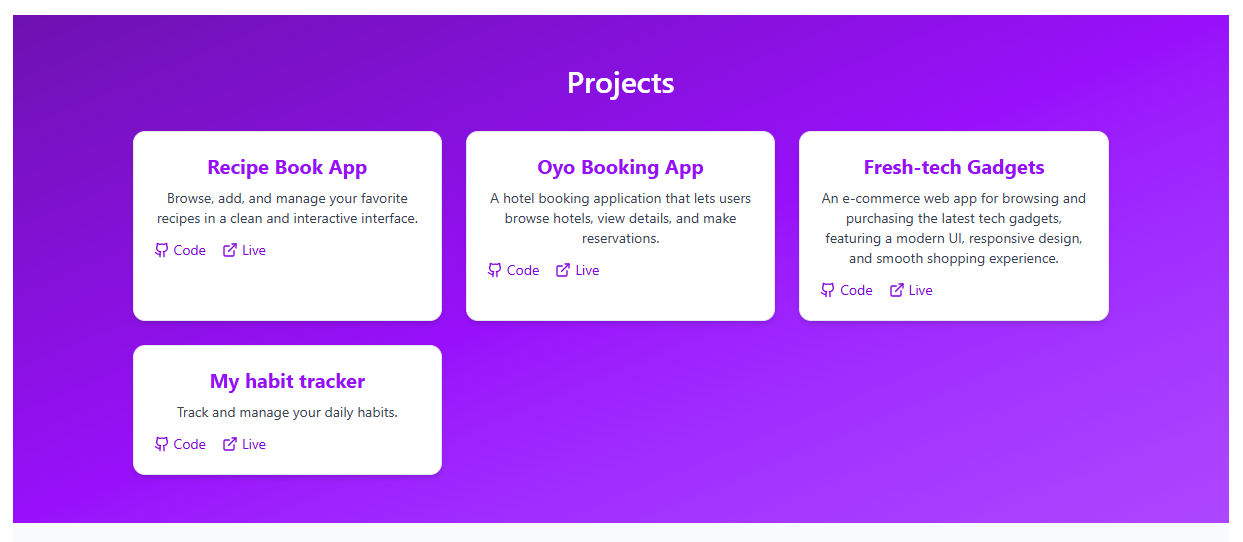 Projects
Recipe Book App
Browse, add, and manage your favorite
recipes in a clean and interactive interface.
Code Live
Oyo Booking App
A hotel booking application that lets users
browse hotels, view details, and make
reservations.
Code Live
Fresh-tech Gadgets
An e-commerce web app for browsing and
purchasing the latest tech gadgets,
featuring a modern UI, responsive design,
and smooth shopping experience.
Code Live
My habit tracker
Track and manage your daily habits.
Code Live